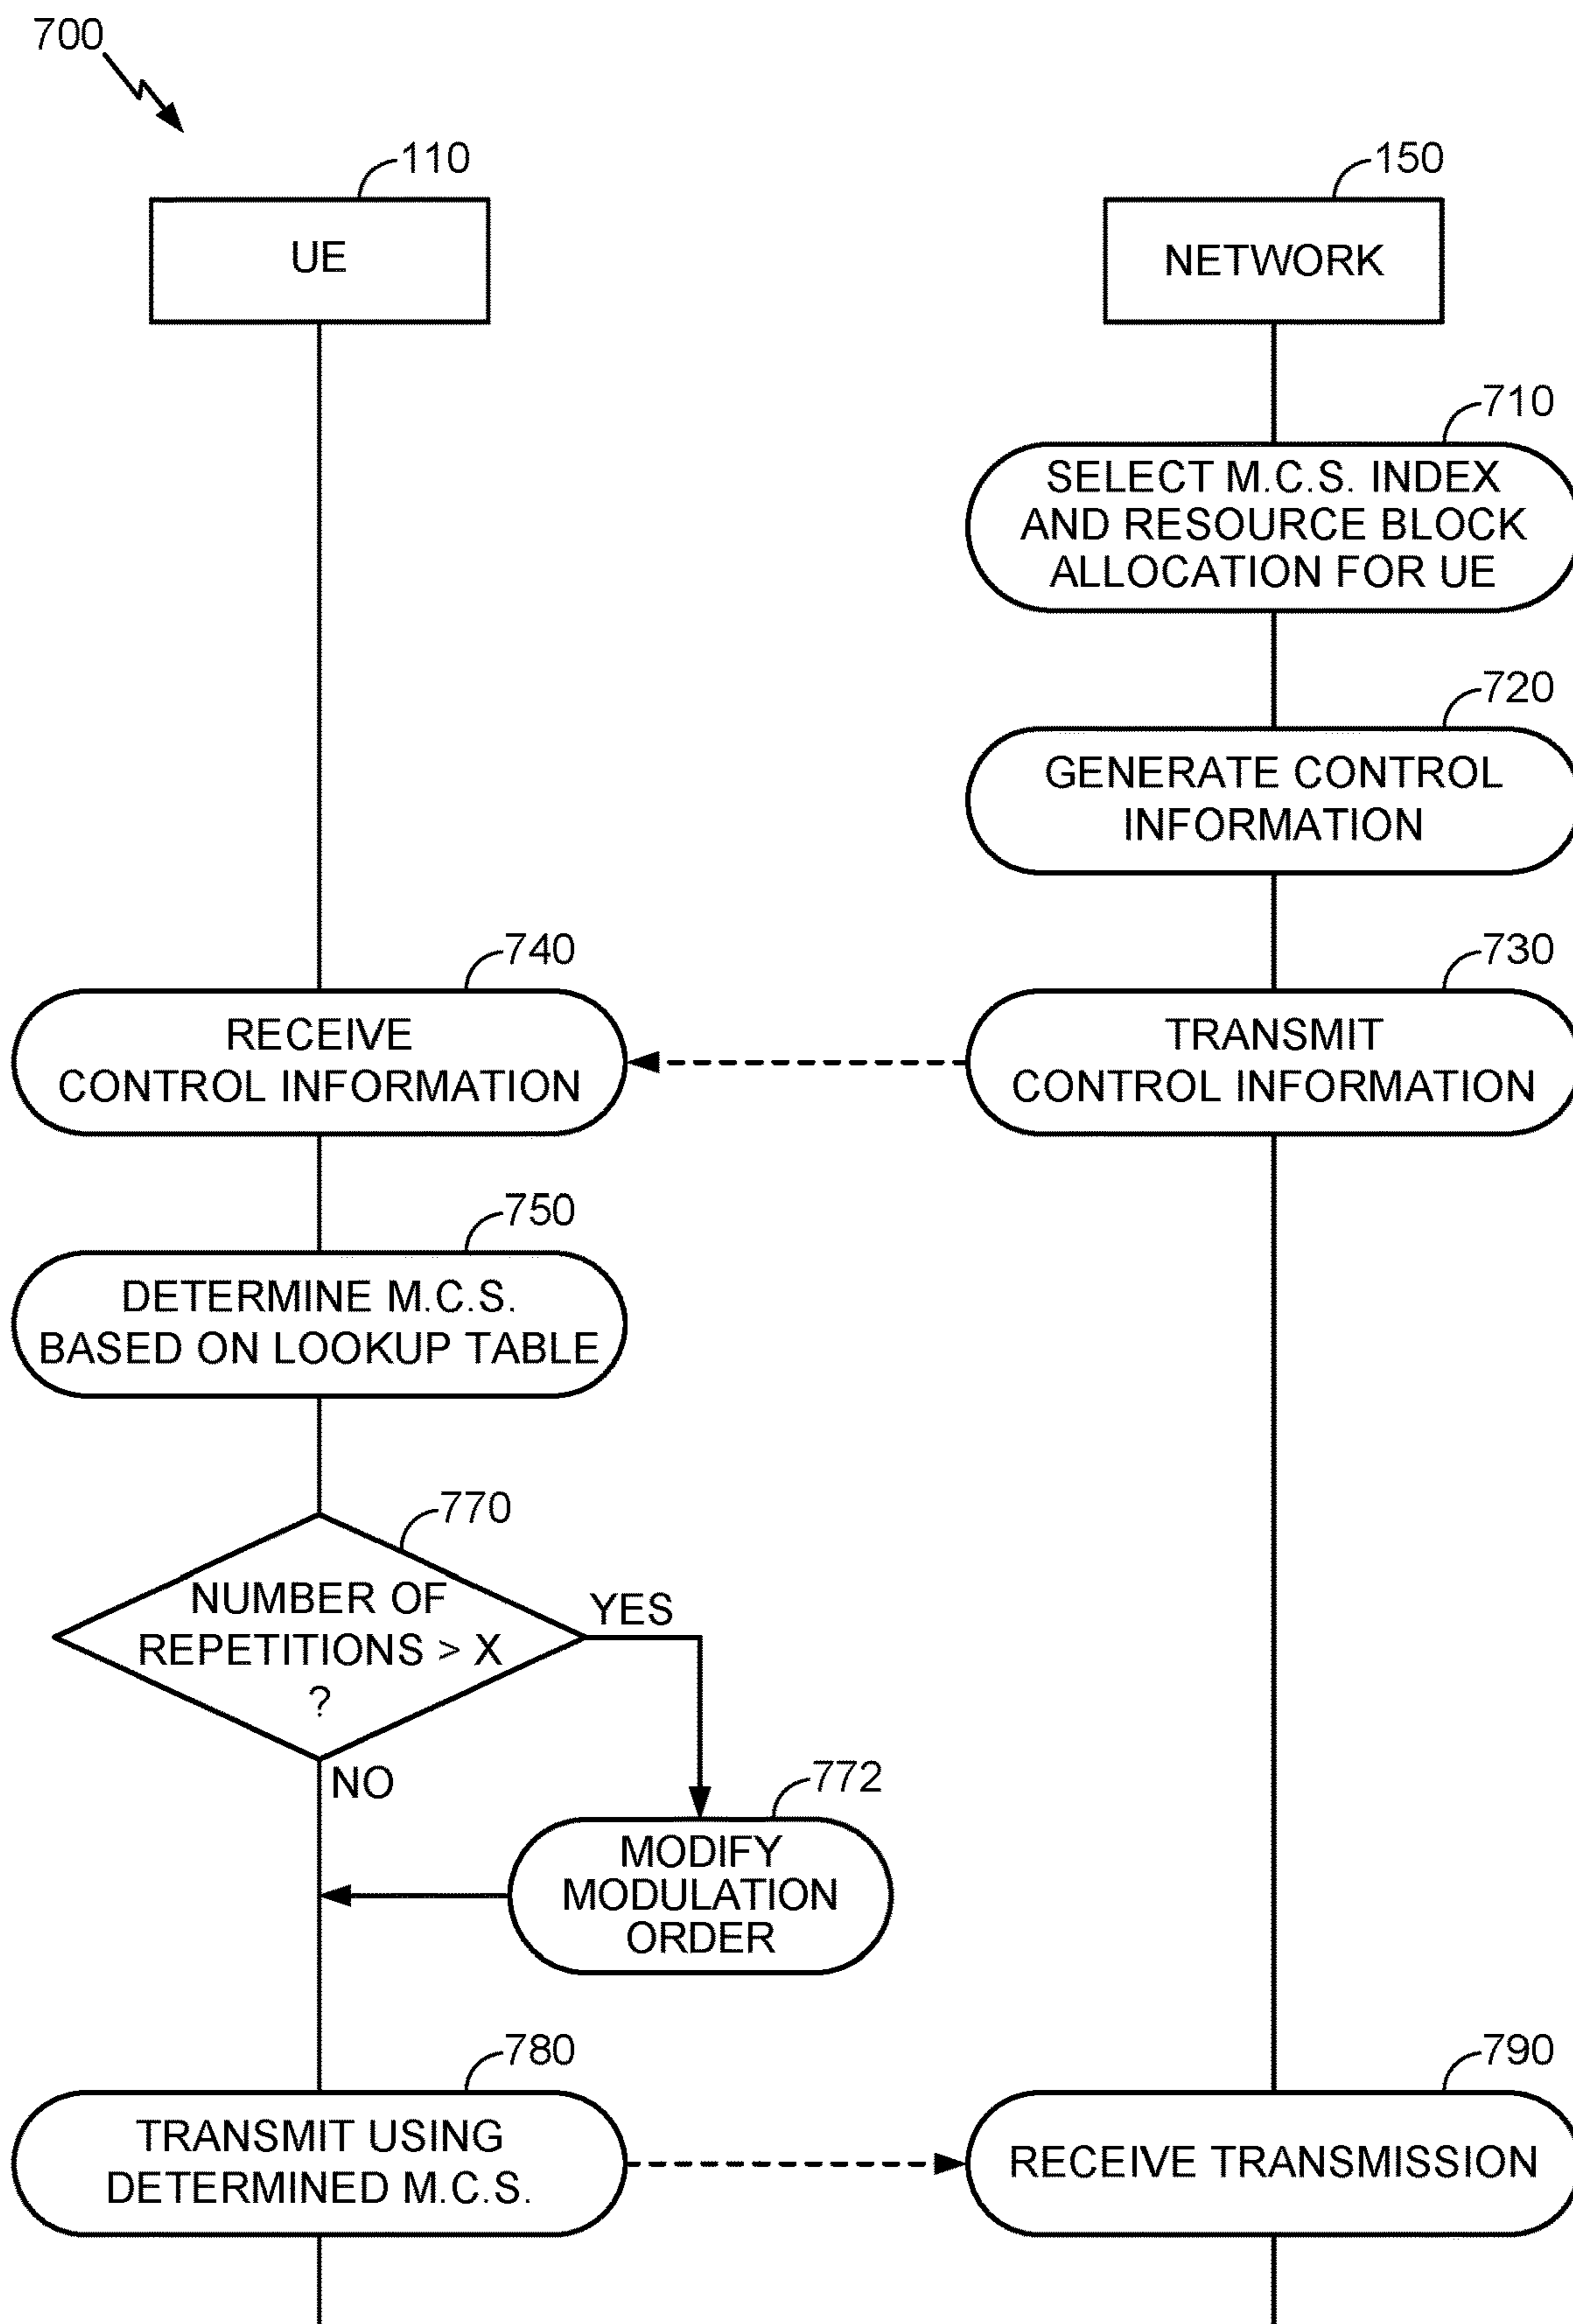 700
110
150
UE
NETWORK
710
SELECT M.C.S. INDEX
AND RESOURCE BLOCK
ALLOCATION FOR UE
720
GENERATE CONTROL
INFORMATION
740
730
RECEIVE
CONTROL INFORMATION
TRANSMIT
CONTROL INFORMATION
750
DETERMINE M.C.S.
BASED ON LOOKUP TABLE
770
NUMBER OF
REPETITIONS > X
?
YES
NO
772
MODIFY
MODULATION
ORDER
780
790
TRANSMIT USING
DETERMINED M.C.S.
RECEIVE TRANSMISSION